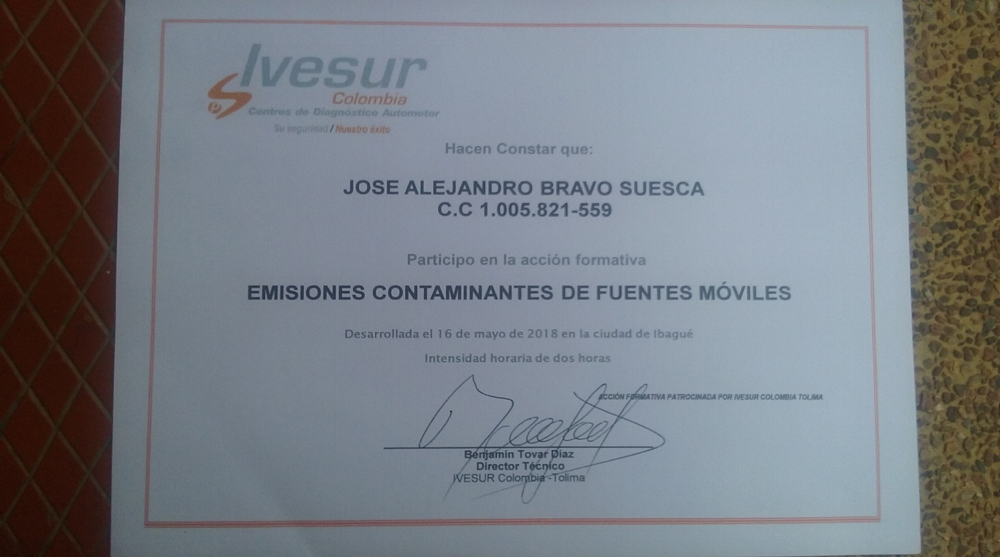 Ivesur
Colombia
Centros de Diagnóstico Automotor
Su seguridad / Nuestro éxito
Hacen Constar que:
JOSE ALEJANDRO BRAVO SUESCA
C.C 1.005.821-559
Participo en la acción formativa
EMISIONES CONTAMINANTES DE FUENTES MÓVILES
Desarrollada el 16 de mayo de 2018 en la ciudad de Ibagué
Intensidad horaria de dos horas
ACCIÓN FORMATIVA PATROCINADA POR IVESUR COLOMBIA TOLIMA
Benjamin Tovar Diaz
Director Técnico
IVESUR Colombia -Tolima